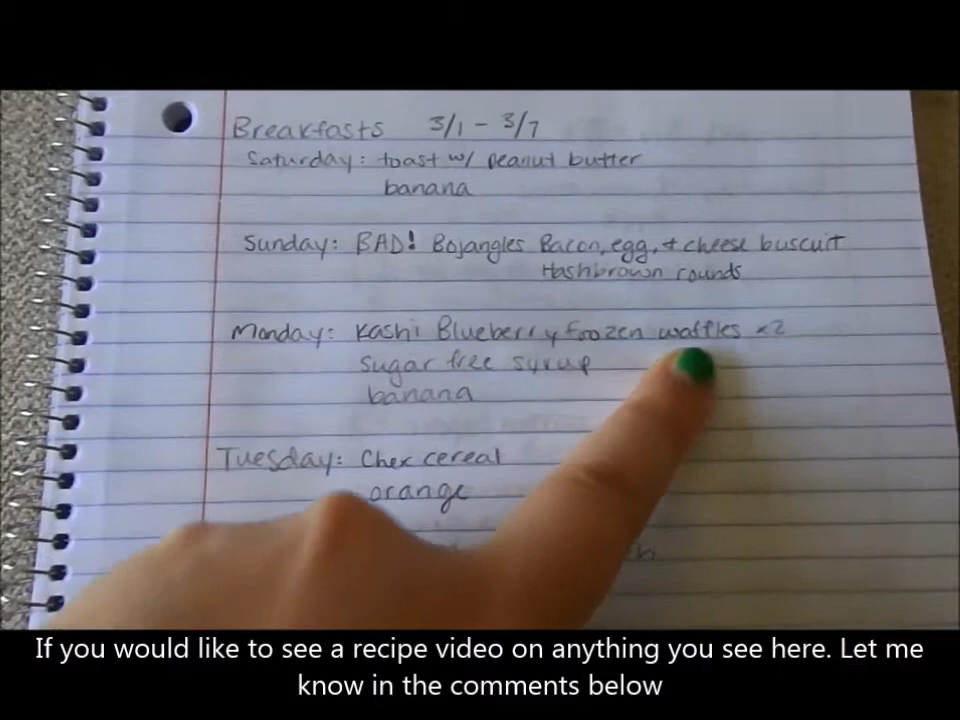 Breakfasts 3/1 - 3/7
Saturday: toast w/ peanut butter
banana
Sunday: BAD! Bojangles Bacon, egg, + cheese buscuit
Hashbrown rounds
Monday: Kashi Blueberry froozen waffles x2
sugar free syrup
banana
Tuesday: Chex cereal
orange
If you would like to see a recipe video on anything you see here. Let me
know in the comments below